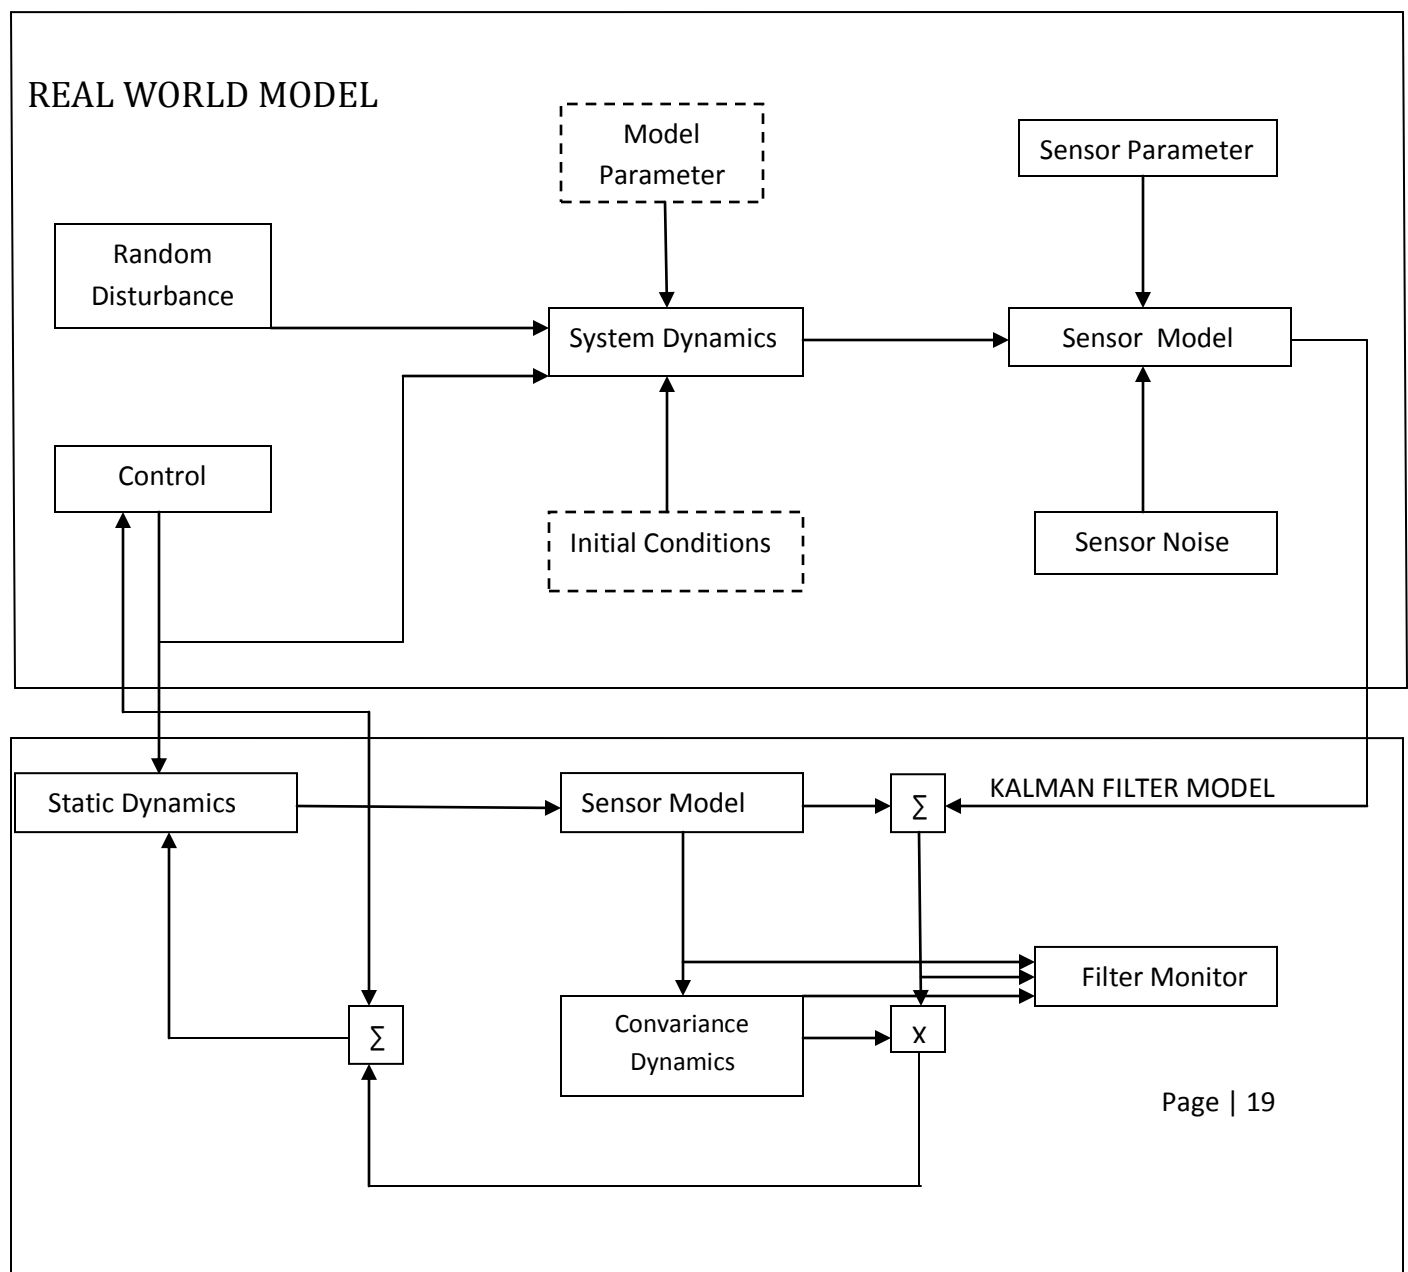 REAL WORLD MODEL
Model
Parameter
Sensor Parameter
Random
Disturbance
System Dynamics
Sensor Model
Control
Initial Conditions
Sensor Noise
KALMAN FILTER MODEL
Static Dynamics
Sensor Model
Σ
Filter Monitor
Σ
Convariance
Dynamics
x
Page | 19